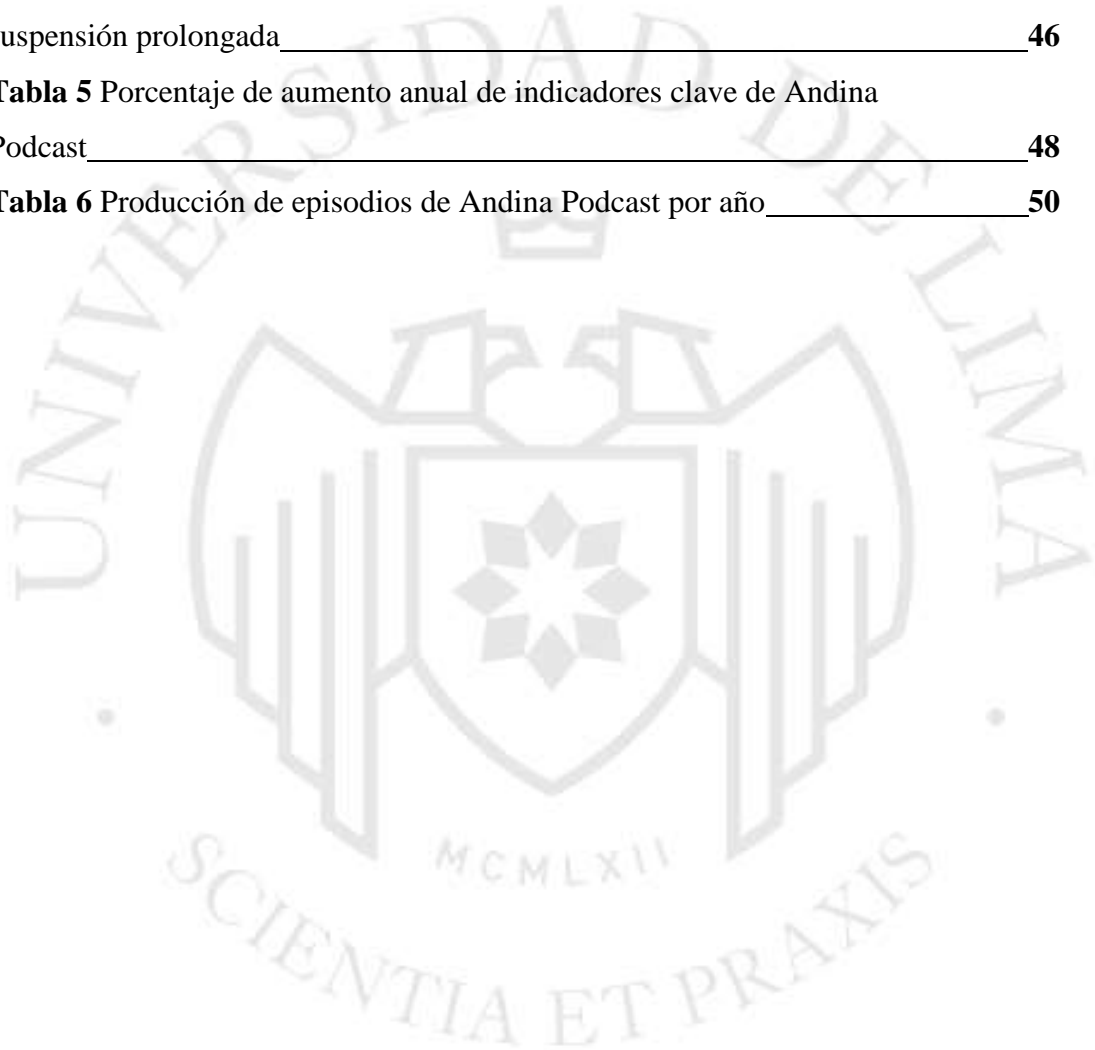 uspensión prolongada 46
Tabla 5 Porcentaje de aumento anual de indicadores clave de Andina
Podcast 48
Tabla 6 Producción de episodios de Andina Podcast por año 50
UNIVERSIDAD DE LIMA
MCMLXII
SCIENTIA ET PRAXIS